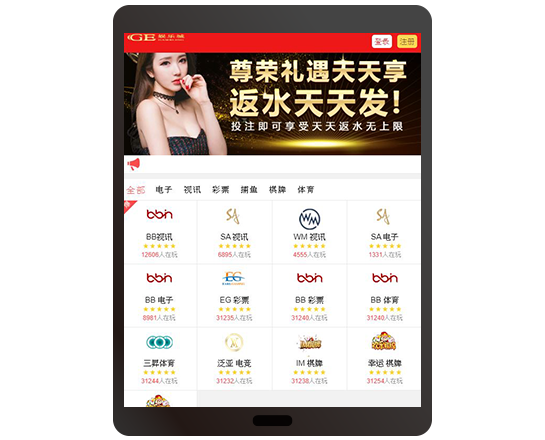 GE 娱乐城
登录 注册
尊荣礼遇天天享
返水天天发!
投注即可享受天天返水无上限
全部 电子 视讯 彩票 捕鱼 棋牌 体育
bbin SA WM SA
BB视讯 SA 视讯 WM 视讯 SA 电子
12606人在玩 6895人在玩 4555人在玩 1331人在玩
bbin EG bbin bbin
BB 电子 EG 彩票 BB 彩票 BB 体育
8981人在玩 31235人在玩 31240人在玩 31240人在玩
三昇体育 泛亚 电竞 IM 棋牌 幸运 棋牌
31244人在玩 31232人在玩 31238人在玩 31254人在玩